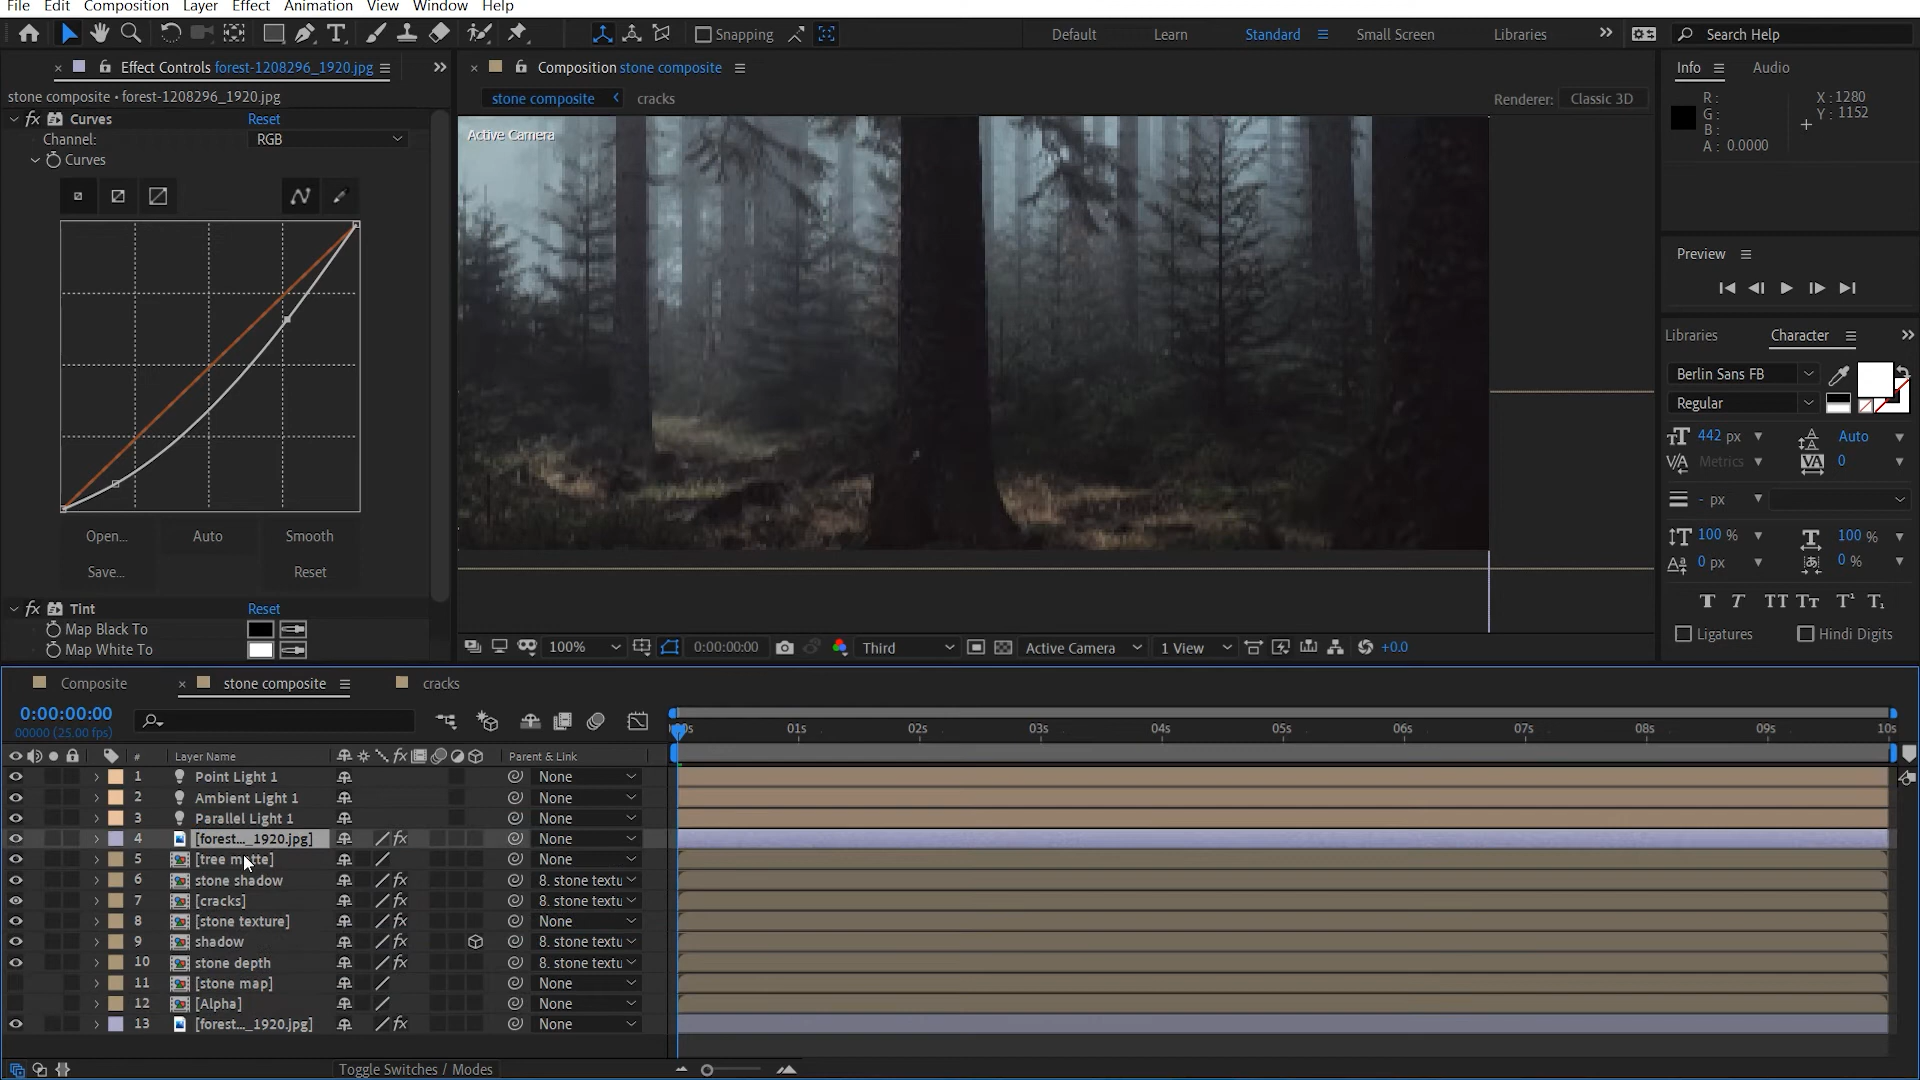 File Edit Composition Layer Effect Animation View Window Help
Snapping Default Learn Standard Small Screen Libraries Search Help
Effect Controls forest-1208296_1920.jpg
Composition stone composite
Info Audio
stone composite • forest-1208296_1920.jpg
stone composite cracks
Renderer: Classic 3D
R : X : 1280
G : Y : 1152
B :
A : 0.0000
fx Curves Reset
Channel: RGB
Curves
Active Camera
Preview
Libraries Character
Berlin Sans FB
Regular
442 px Auto
Metrics 0
- px
100 % 100 %
0 px 0 %
Ligatures Hindi Digits
Open... Auto Smooth
Save... Reset
fx Tint Reset
Map Black To
Map White To
100% 0:00:00:00 Third Active Camera 1 View +0.0
Composite stone composite cracks
0:00:00:00
00000 (25.00 fps)
01s 02s 03s 04s 05s 06s 07s 08s 09s 10s
# Layer Name Parent & Link
1 Point Light 1 None
2 Ambient Light 1 None
3 Parallel Light 1 None
4 [forest..._1920.jpg] fx None
5 [tree matte] None
6 stone shadow fx 8. stone textu
7 [cracks] fx 8. stone textu
8 [stone texture] fx None
9 shadow fx 8. stone textu
10 stone depth fx 8. stone textu
11 [stone map] None
12 [Alpha] None
13 [forest..._1920.jpg] fx None
Toggle Switches / Modes